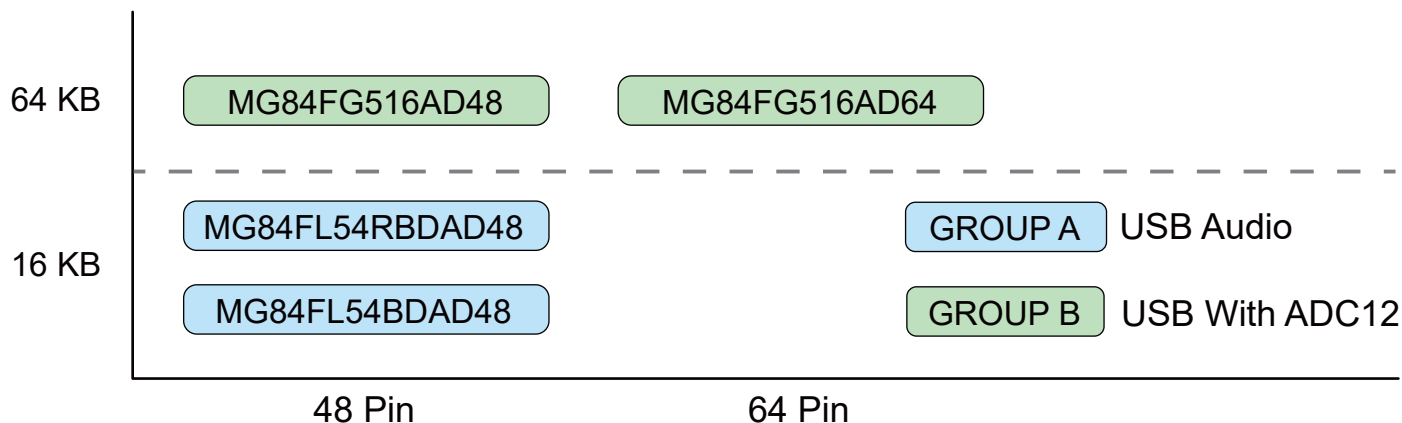 64 KB
MG84FG516AD48
MG84FG516AD64
MG84FL54RBDAD48
GROUP A USB Audio
16 KB
MG84FL54BDAD48
GROUP B USB With ADC12
48 Pin
64 Pin